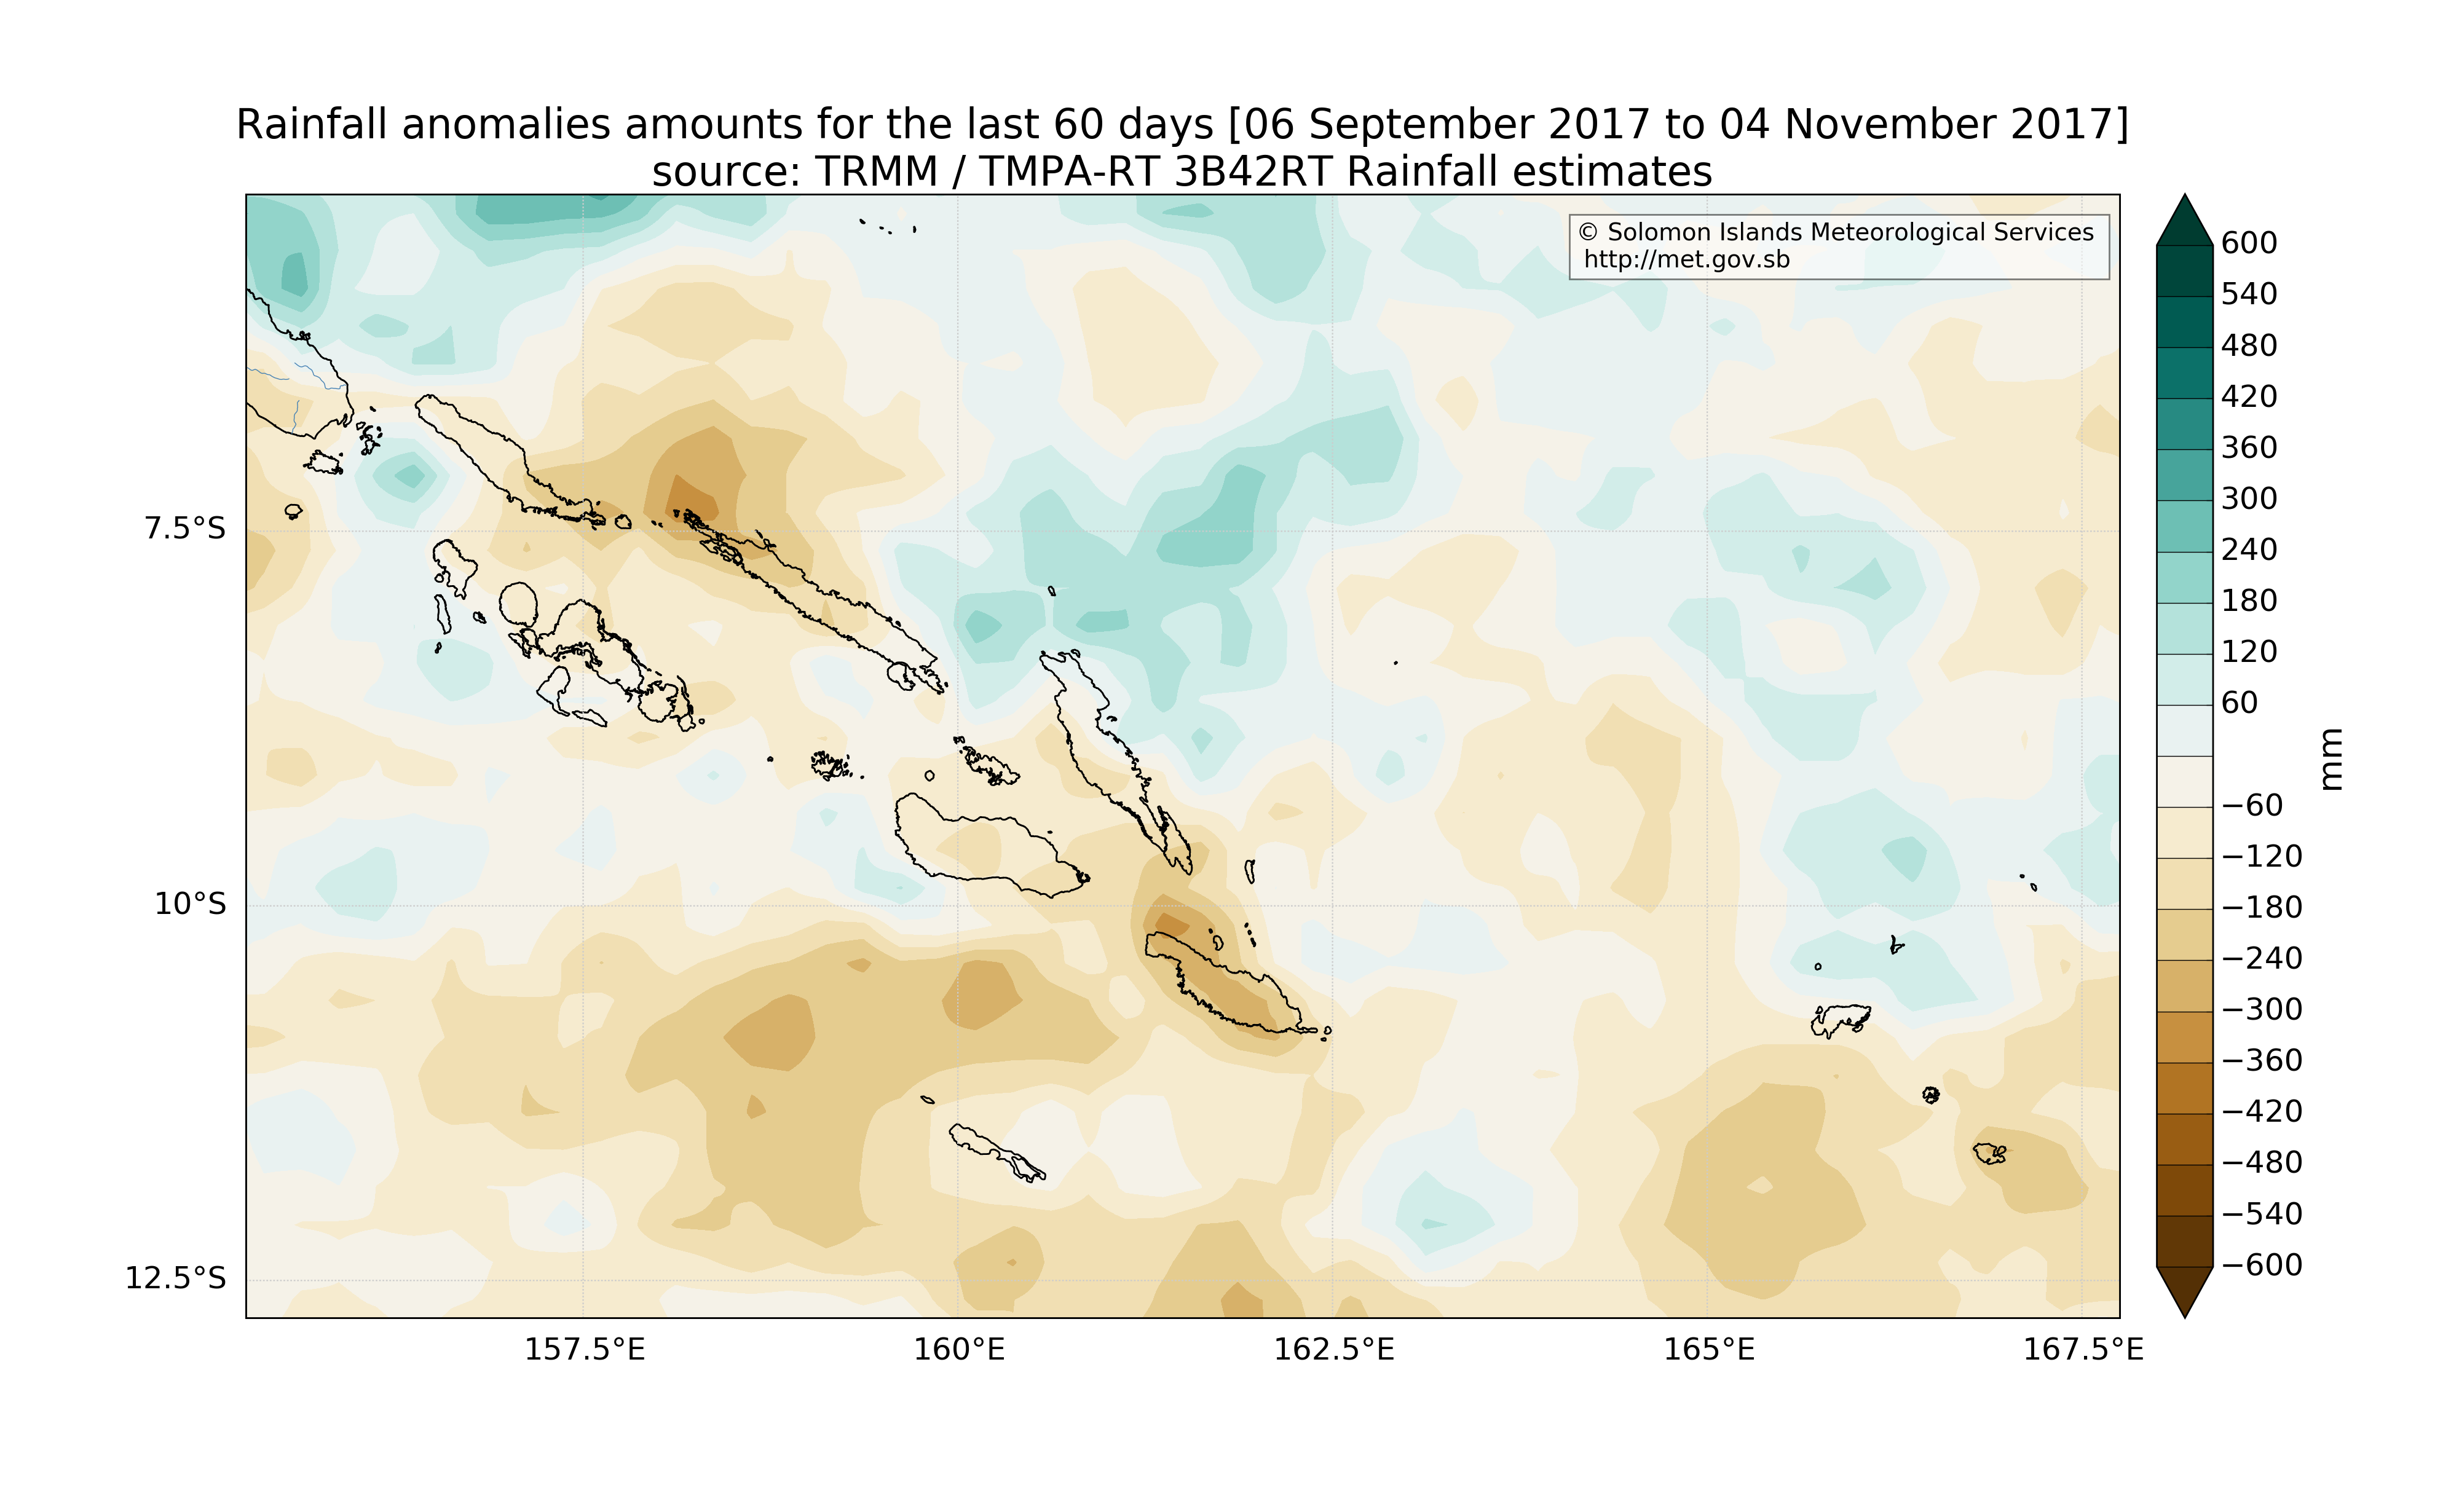 Rainfall anomalies amounts for the last 60 days [06 September 2017 to 04 November 2017]
source: TRMM / TMPA-RT 3B42RT Rainfall estimates
© Solomon Islands Meteorological Services
http://met.gov.sb
7.5°S
10°S
12.5°S
157.5°E
160°E
162.5°E
165°E
167.5°E
600
540
480
420
360
300
240
180
120
60
−60
−120
−180
−240
−300
−360
−420
−480
−540
−600
mm